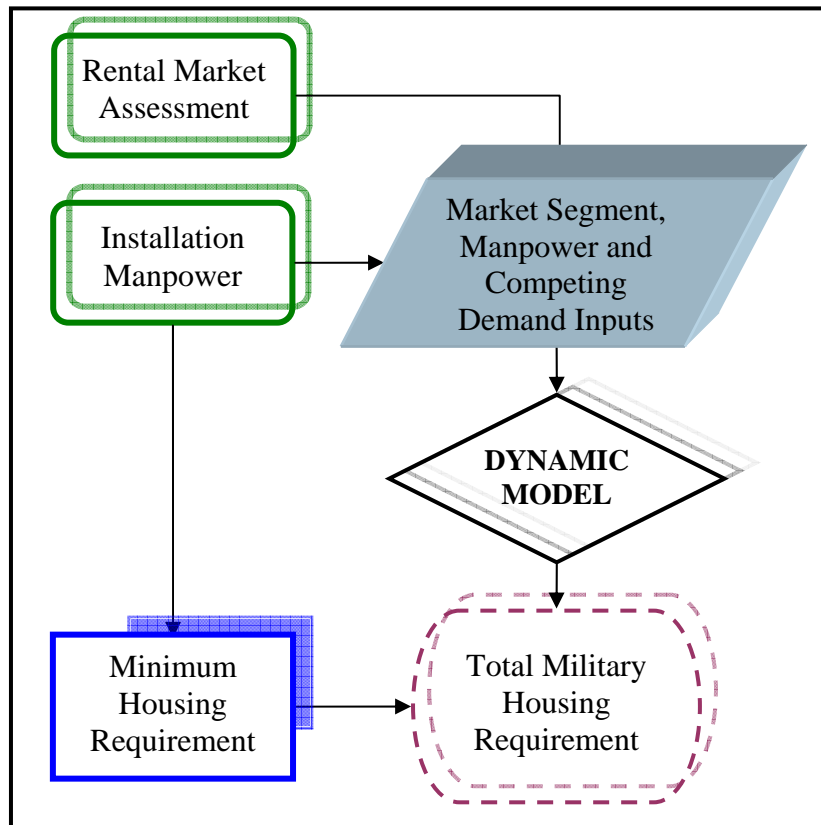 Rental Market
Assessment
Installation
Manpower
Market Segment,
Manpower and
Competing
Demand Inputs
DYNAMIC
MODEL
Minimum
Housing
Requirement
Total Military
Housing
Requirement